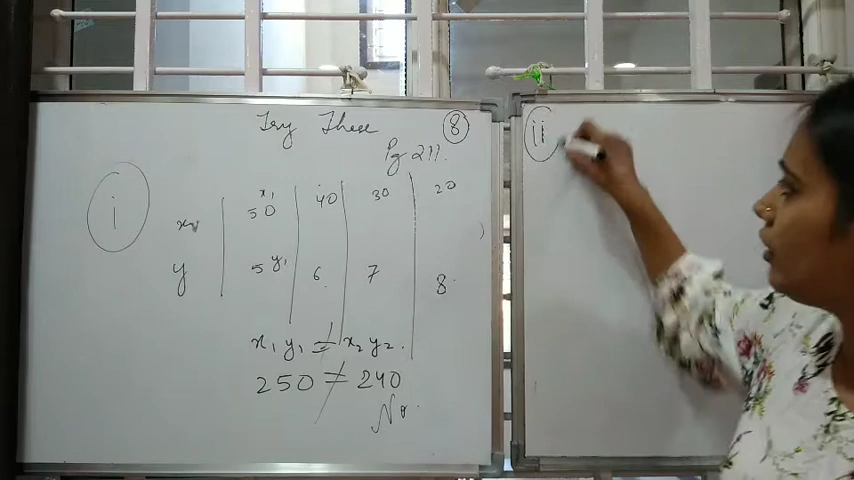 Try These 8
Pg 211.
i
x 50 x1 40 30 20
y 5 y1 6 7 8
x1 y1 ≠ x2 y2.
250 ≠ 240
No.
ii